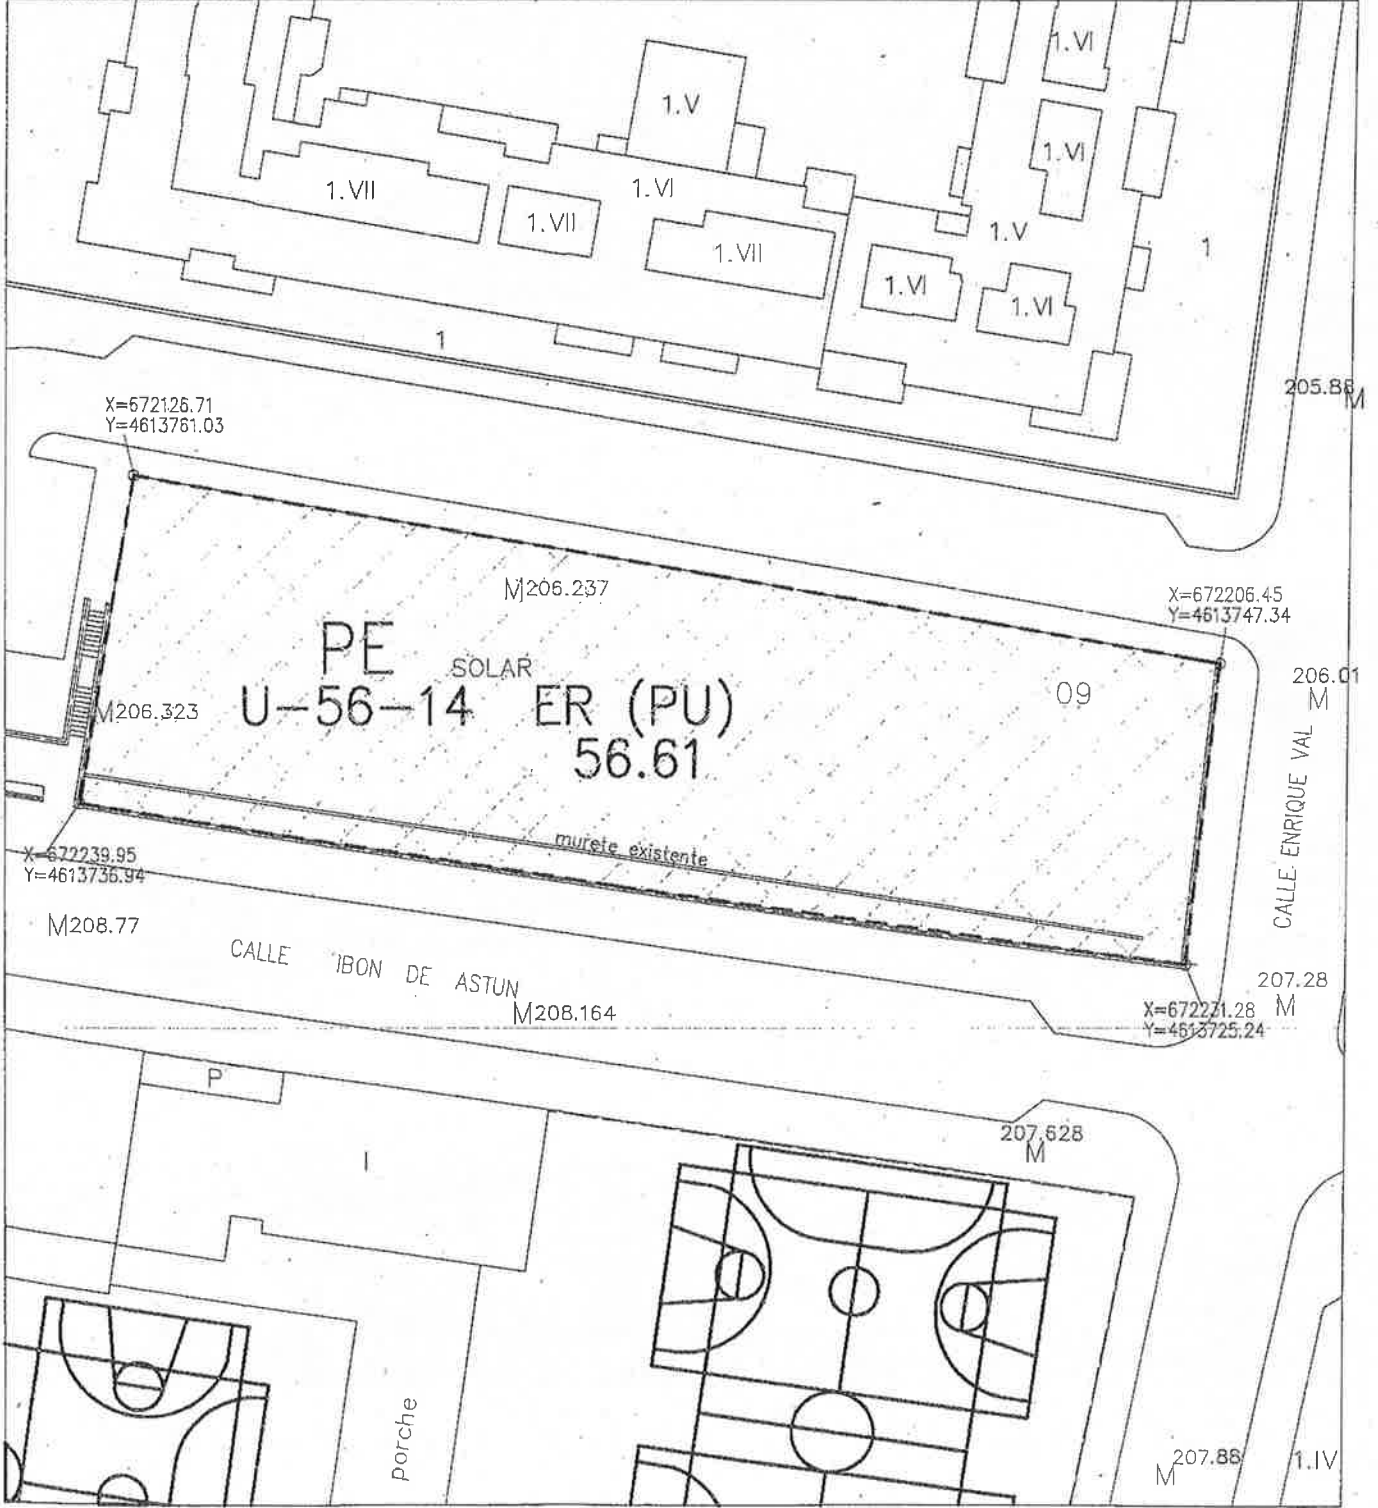 1.VI
1.V
1.VI
1.VII
1.VI
1.VII
1.V
1
1.VII
1.VI
1.VI
1
205.88
M
X=672126.71
Y=4613761.03
M206.237
X=672206.45
Y=4613747.34
PE
SOLAR
206.01
M
09
M206.323
U-56-14 ER (PU)
56.61
CALLE ENRIQUE VAL
murete existente
X=672239.95
Y=4613736.94
M208.77
CALLE IBON DE ASTUN
207.28
M
M208.164
X=672231.28
Y=4613725.24
P
207.628
M
I
porche
M207.88
1.IV